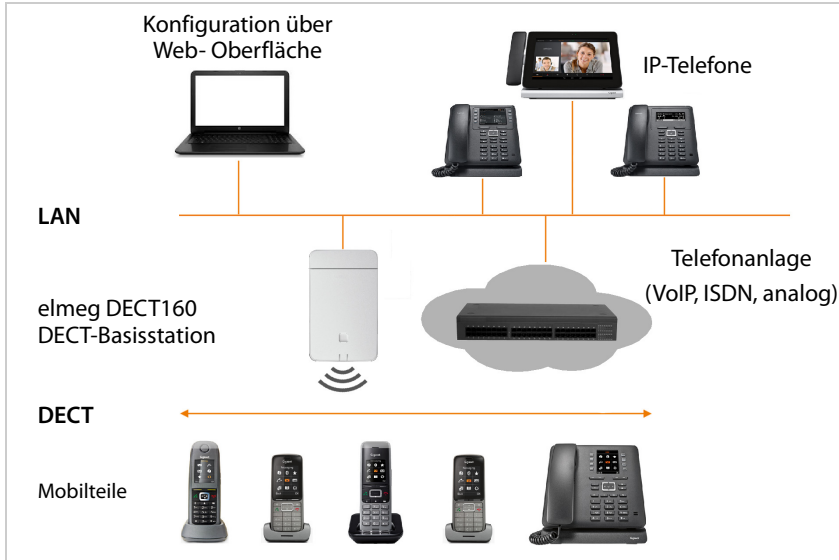 Konfiguration über
Web- Oberfläche
IP-Telefone
LAN
Telefonanlage
(VoIP, ISDN, analog)
elmeg DECT160
DECT-Basisstation
DECT
Mobilteile